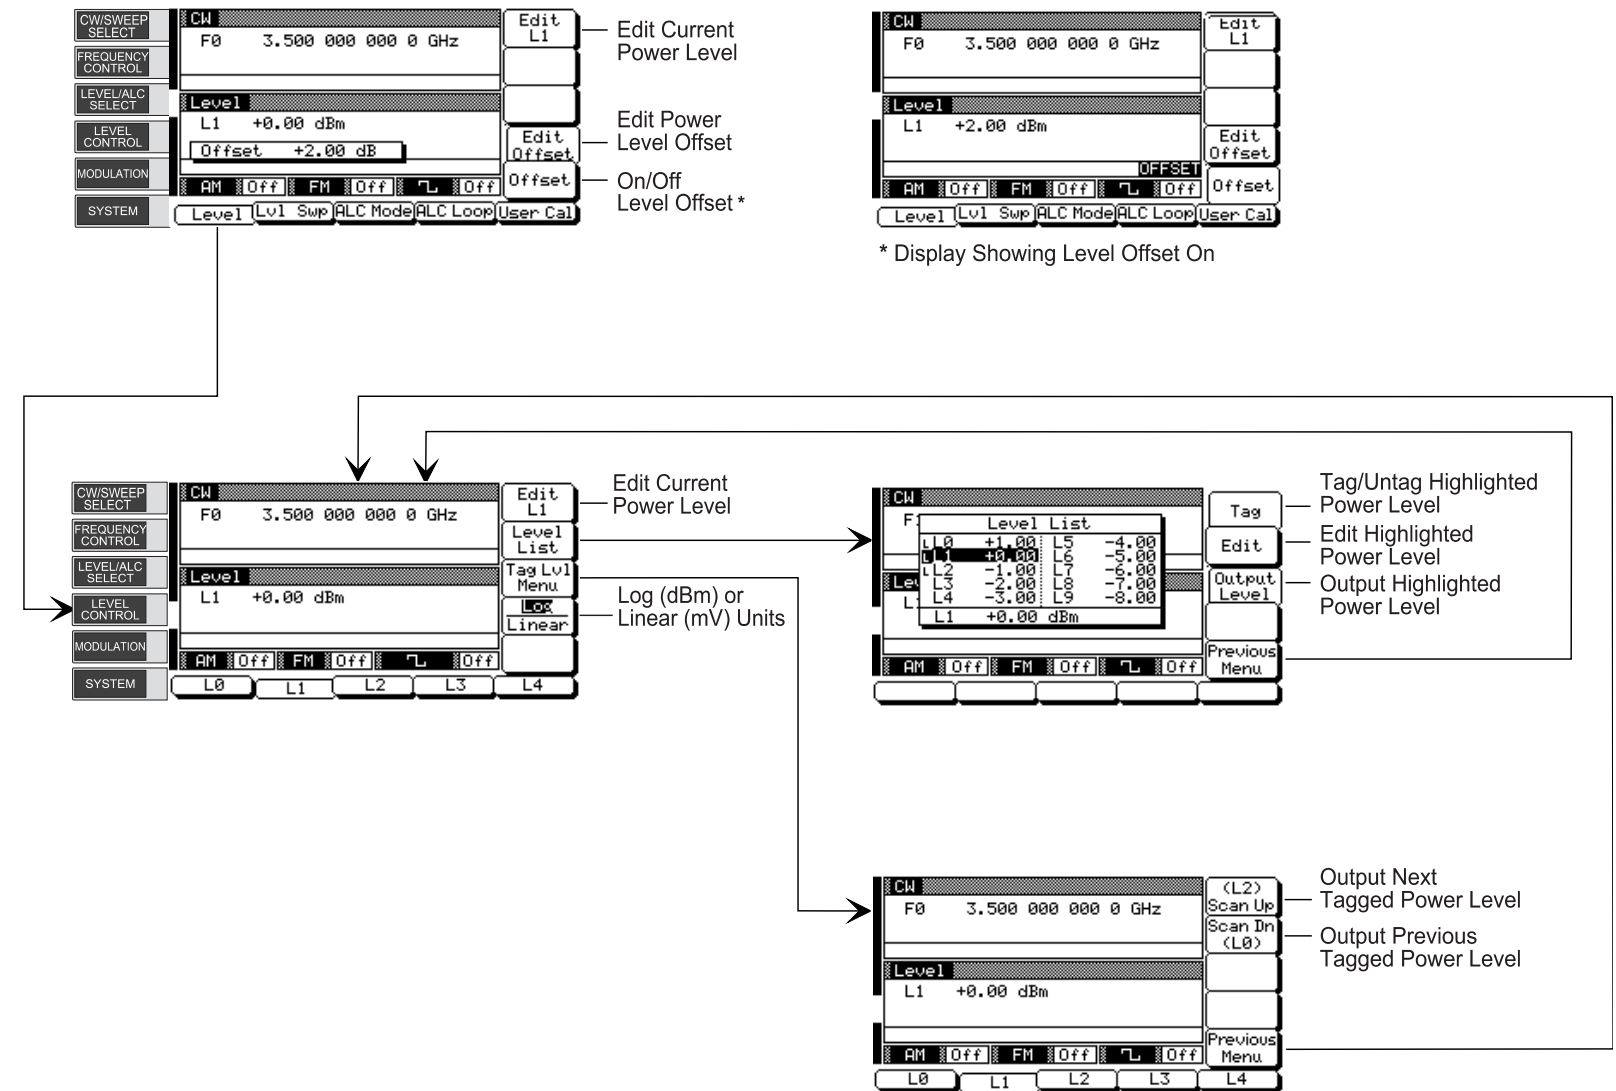 CW/SWEEP
SELECT
FREQUENCY
CONTROL
LEVEL/ALC
SELECT
LEVEL
CONTROL
MODULATION
SYSTEM
CW
F0 3.500 000 000 0 GHz
Level
L1 +0.00 dBm
Offset +2.00 dB
AM Off FM Off Off
Level Lvl Swp ALC Mode ALC Loop User Cal
Edit
L1
Edit
Offset
Offset
Edit Current
Power Level
Edit Power
Level Offset
On/Off
Level Offset *
CW
F0 3.500 000 000 0 GHz
Level
L1 +2.00 dBm
OFFSET
AM Off FM Off Off
Level Lvl Swp ALC Mode ALC Loop User Cal
Edit
L1
Edit
Offset
Offset
* Display Showing Level Offset On
CW/SWEEP
SELECT
FREQUENCY
CONTROL
LEVEL/ALC
SELECT
LEVEL
CONTROL
MODULATION
SYSTEM
CW
F0 3.500 000 000 0 GHz
Level
L1 +0.00 dBm
AM Off FM Off Off
L0 L1 L2 L3 L4
Edit
L1
Level
List
Tag Lvl
Menu
Log
Linear
Edit Current
Power Level
Log (dBm) or
Linear (mV) Units
CW
Level List
L0 +1.00 L5 -4.00
L1 +0.00 L6 -5.00
L2 -1.00 L7 -6.00
L3 -2.00 L8 -7.00
L4 -3.00 L9 -8.00
L1 +0.00 dBm
AM Off FM Off Off
Tag
Edit
Output
Level
Previous
Menu
Tag/Untag Highlighted
Power Level
Edit Highlighted
Power Level
Output Highlighted
Power Level
CW
F0 3.500 000 000 0 GHz
Level
L1 +0.00 dBm
AM Off FM Off Off
L0 L1 L2 L3 L4
(L2)
Scan Up
Scan Dn
(L0)
Previous
Menu
Output Next
Tagged Power Level
Output Previous
Tagged Power Level